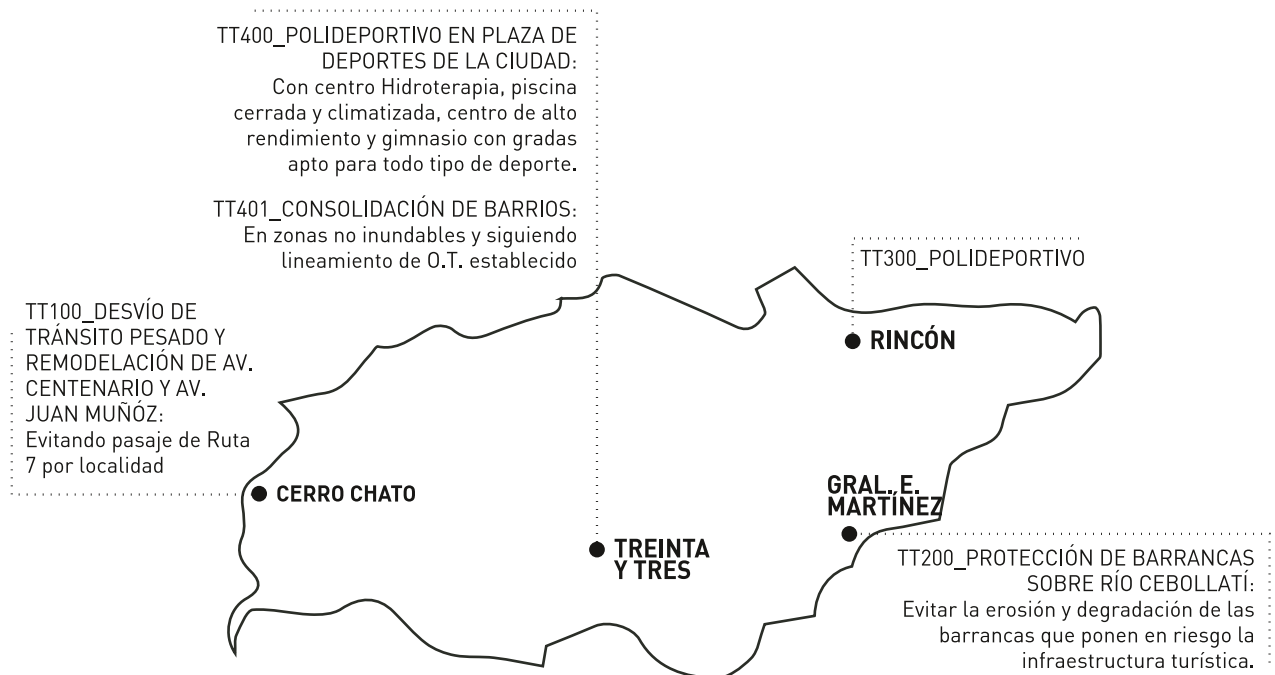 TT400_POLIDEPORTIVO EN PLAZA DE
DEPORTES DE LA CIUDAD:
Con centro Hidroterapia, piscina
cerrada y climatizada, centro de alto
rendimiento y gimnasio con gradas
apto para todo tipo de deporte.
TT401_CONSOLIDACIÓN DE BARRIOS:
En zonas no inundables y siguiendo
lineamiento de O.T. establecido
TT300_POLIDEPORTIVO
RINCÓN
TT100_DESVÍO DE
TRÁNSITO PESADO Y
REMODELACIÓN DE AV.
CENTENARIO Y AV.
JUAN MUÑÓZ:
Evitando pasaje de Ruta
7 por localidad
CERRO CHATO
TREINTA
Y TRES
GRAL. E.
MARTÍNEZ
TT200_PROTECCIÓN DE BARRANCAS
SOBRE RÍO CEBOLLATÍ:
Evitar la erosión y degradación de las
barrancas que ponen en riesgo la
infraestructura turística.